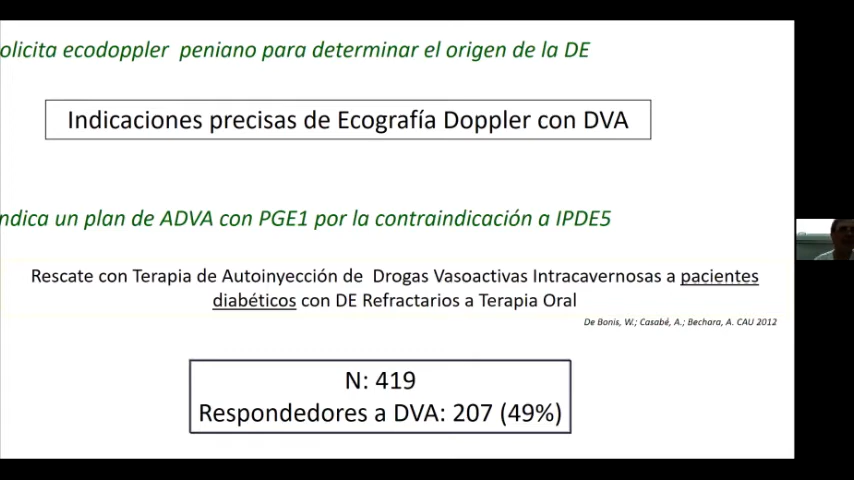 olicita ecodoppler peniano para determinar el origen de la DE
Indicaciones precisas de Ecografía Doppler con DVA
ndica un plan de ADVA con PGE1 por la contraindicación a IPDE5
Rescate con Terapia de Autoinyección de Drogas Vasoactivas Intracavernosas a pacientes
diabéticos con DE Refractarios a Terapia Oral
De Bonis, W.; Casabé, A.; Bechara, A. CAU 2012
N: 419
Respondedores a DVA: 207 (49%)